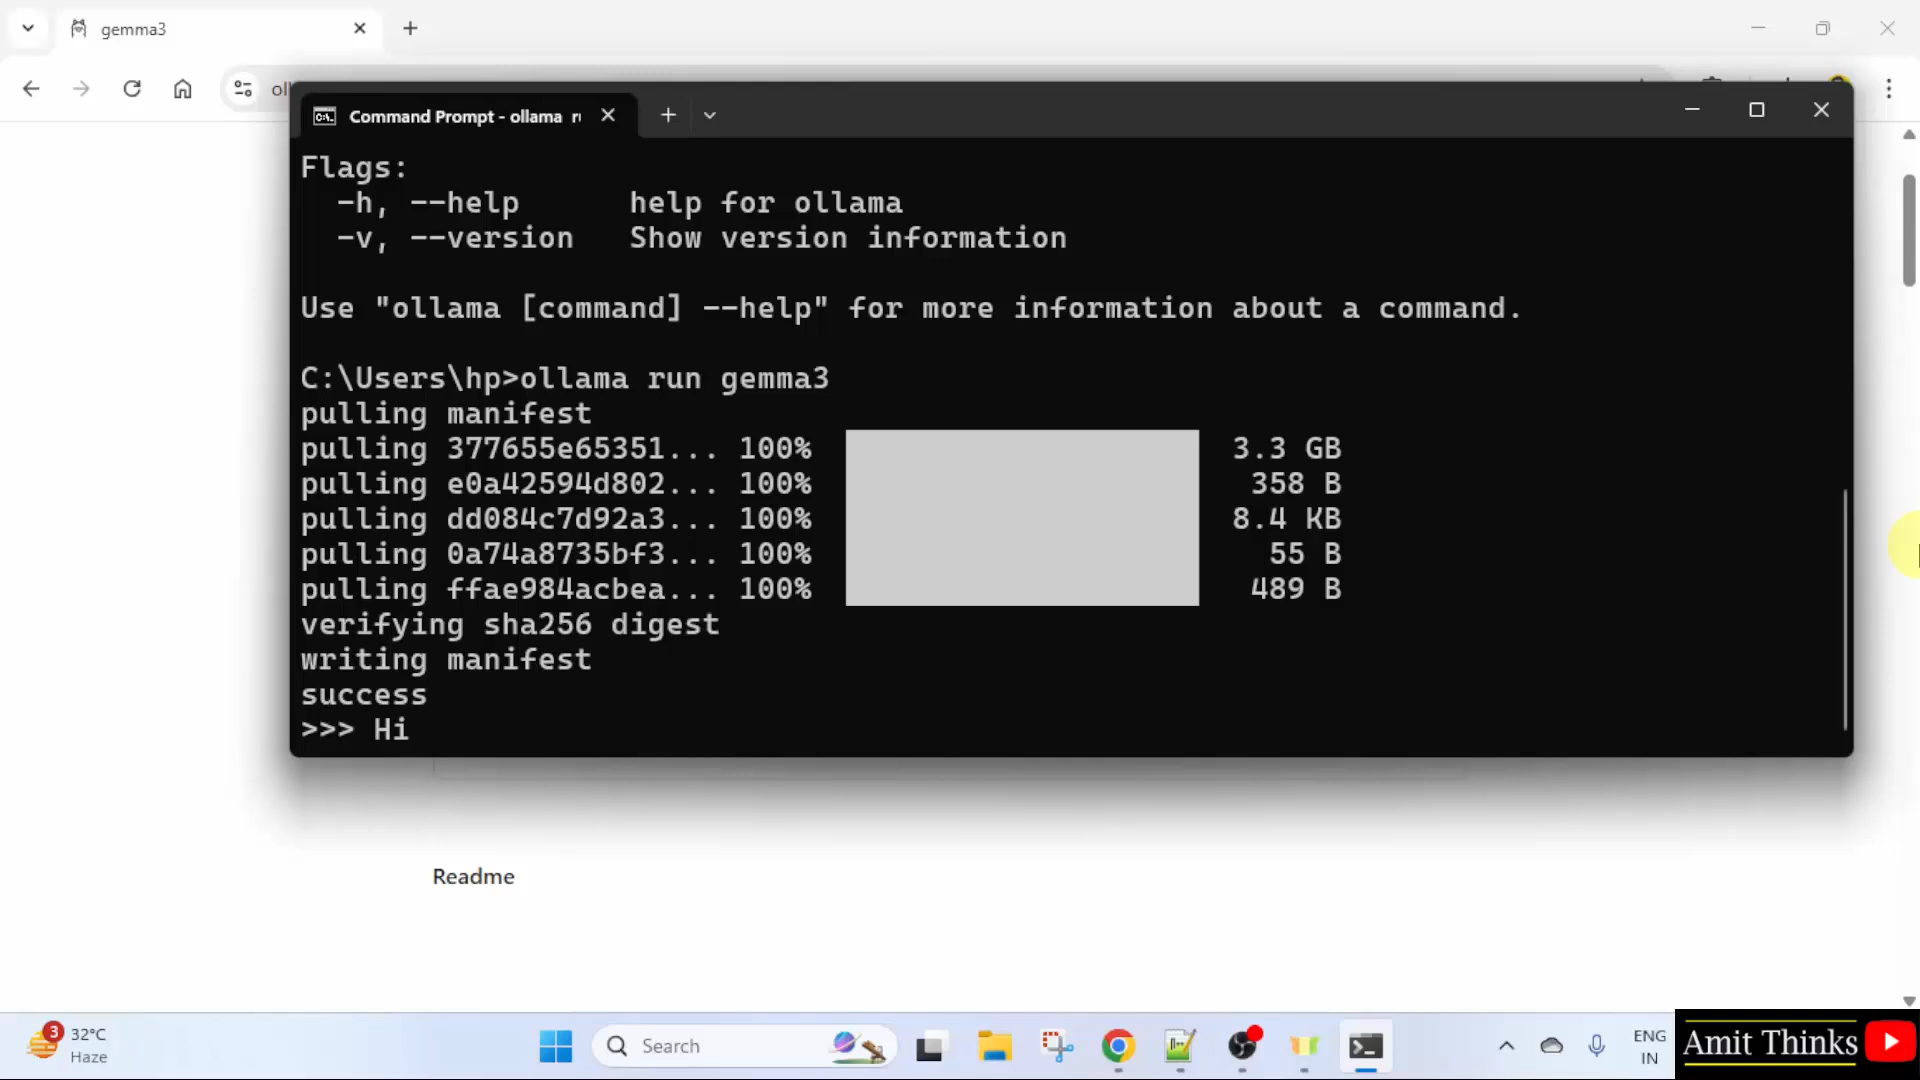 gemma3
oll
Command Prompt - ollama
Flags:
-h, --help help for ollama
-v, --version Show version information
Use "ollama [command] --help" for more information about a command.
C:\Users\hp>ollama run gemma3
pulling manifest
pulling 377655e65351... 100% 3.3 GB
pulling e0a42594d802... 100% 358 B
pulling dd084c7d92a3... 100% 8.4 KB
pulling 0a74a8735bf3... 100% 55 B
pulling ffae984acbea... 100% 489 B
verifying sha256 digest
writing manifest
success
>>> Hi
Readme
3
32°C
Haze
Search
ENG
IN
Amit Thinks